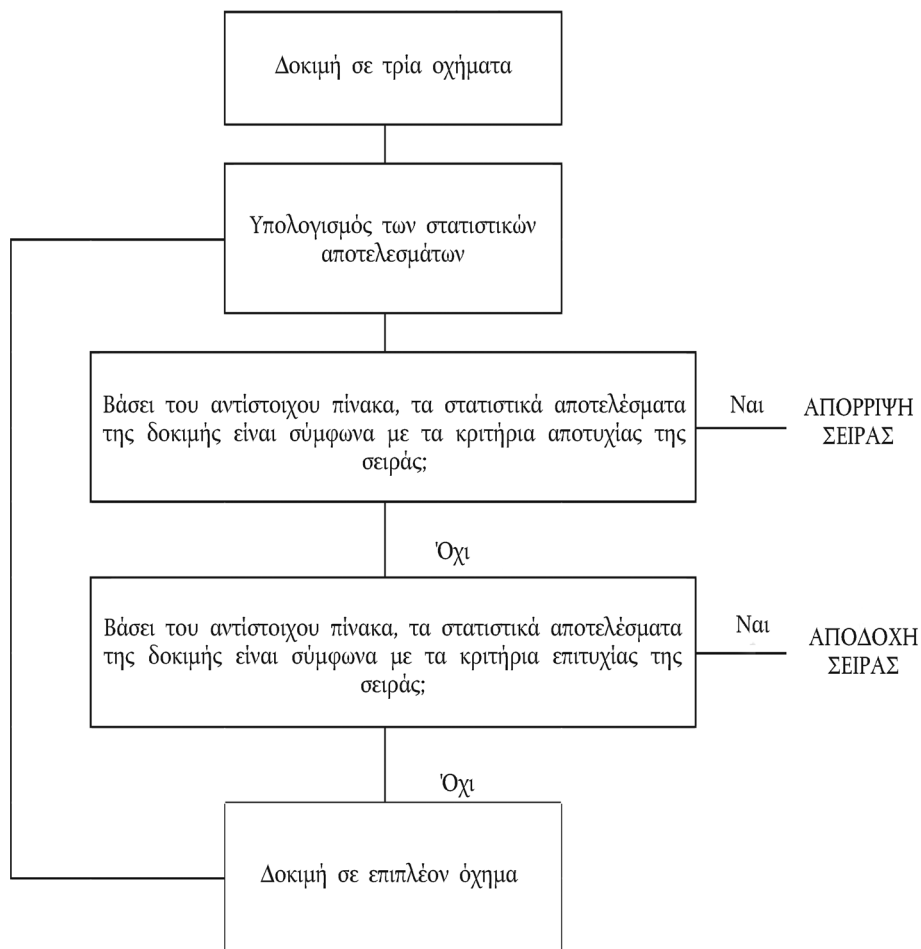 Δοκιμή σε τρία οχήματα
Υπολογισμός των στατιστικών
αποτελεσμάτων
Βάσει του αντίστοιχου πίνακα, τα στατιστικά αποτελέσματα
της δοκιμής είναι σύμφωνα με τα κριτήρια αποτυχίας της
σειράς;
Ναι
ΑΠΟΡΡΙΨΗ
ΣΕΙΡΑΣ
Όχι
Βάσει του αντίστοιχου πίνακα, τα στατιστικά αποτελέσματα
της δοκιμής είναι σύμφωνα με τα κριτήρια επιτυχίας της
σειράς;
Ναι
ΑΠΟΔΟΧΗ
ΣΕΙΡΑΣ
Όχι
Δοκιμή σε επιπλέον όχημα